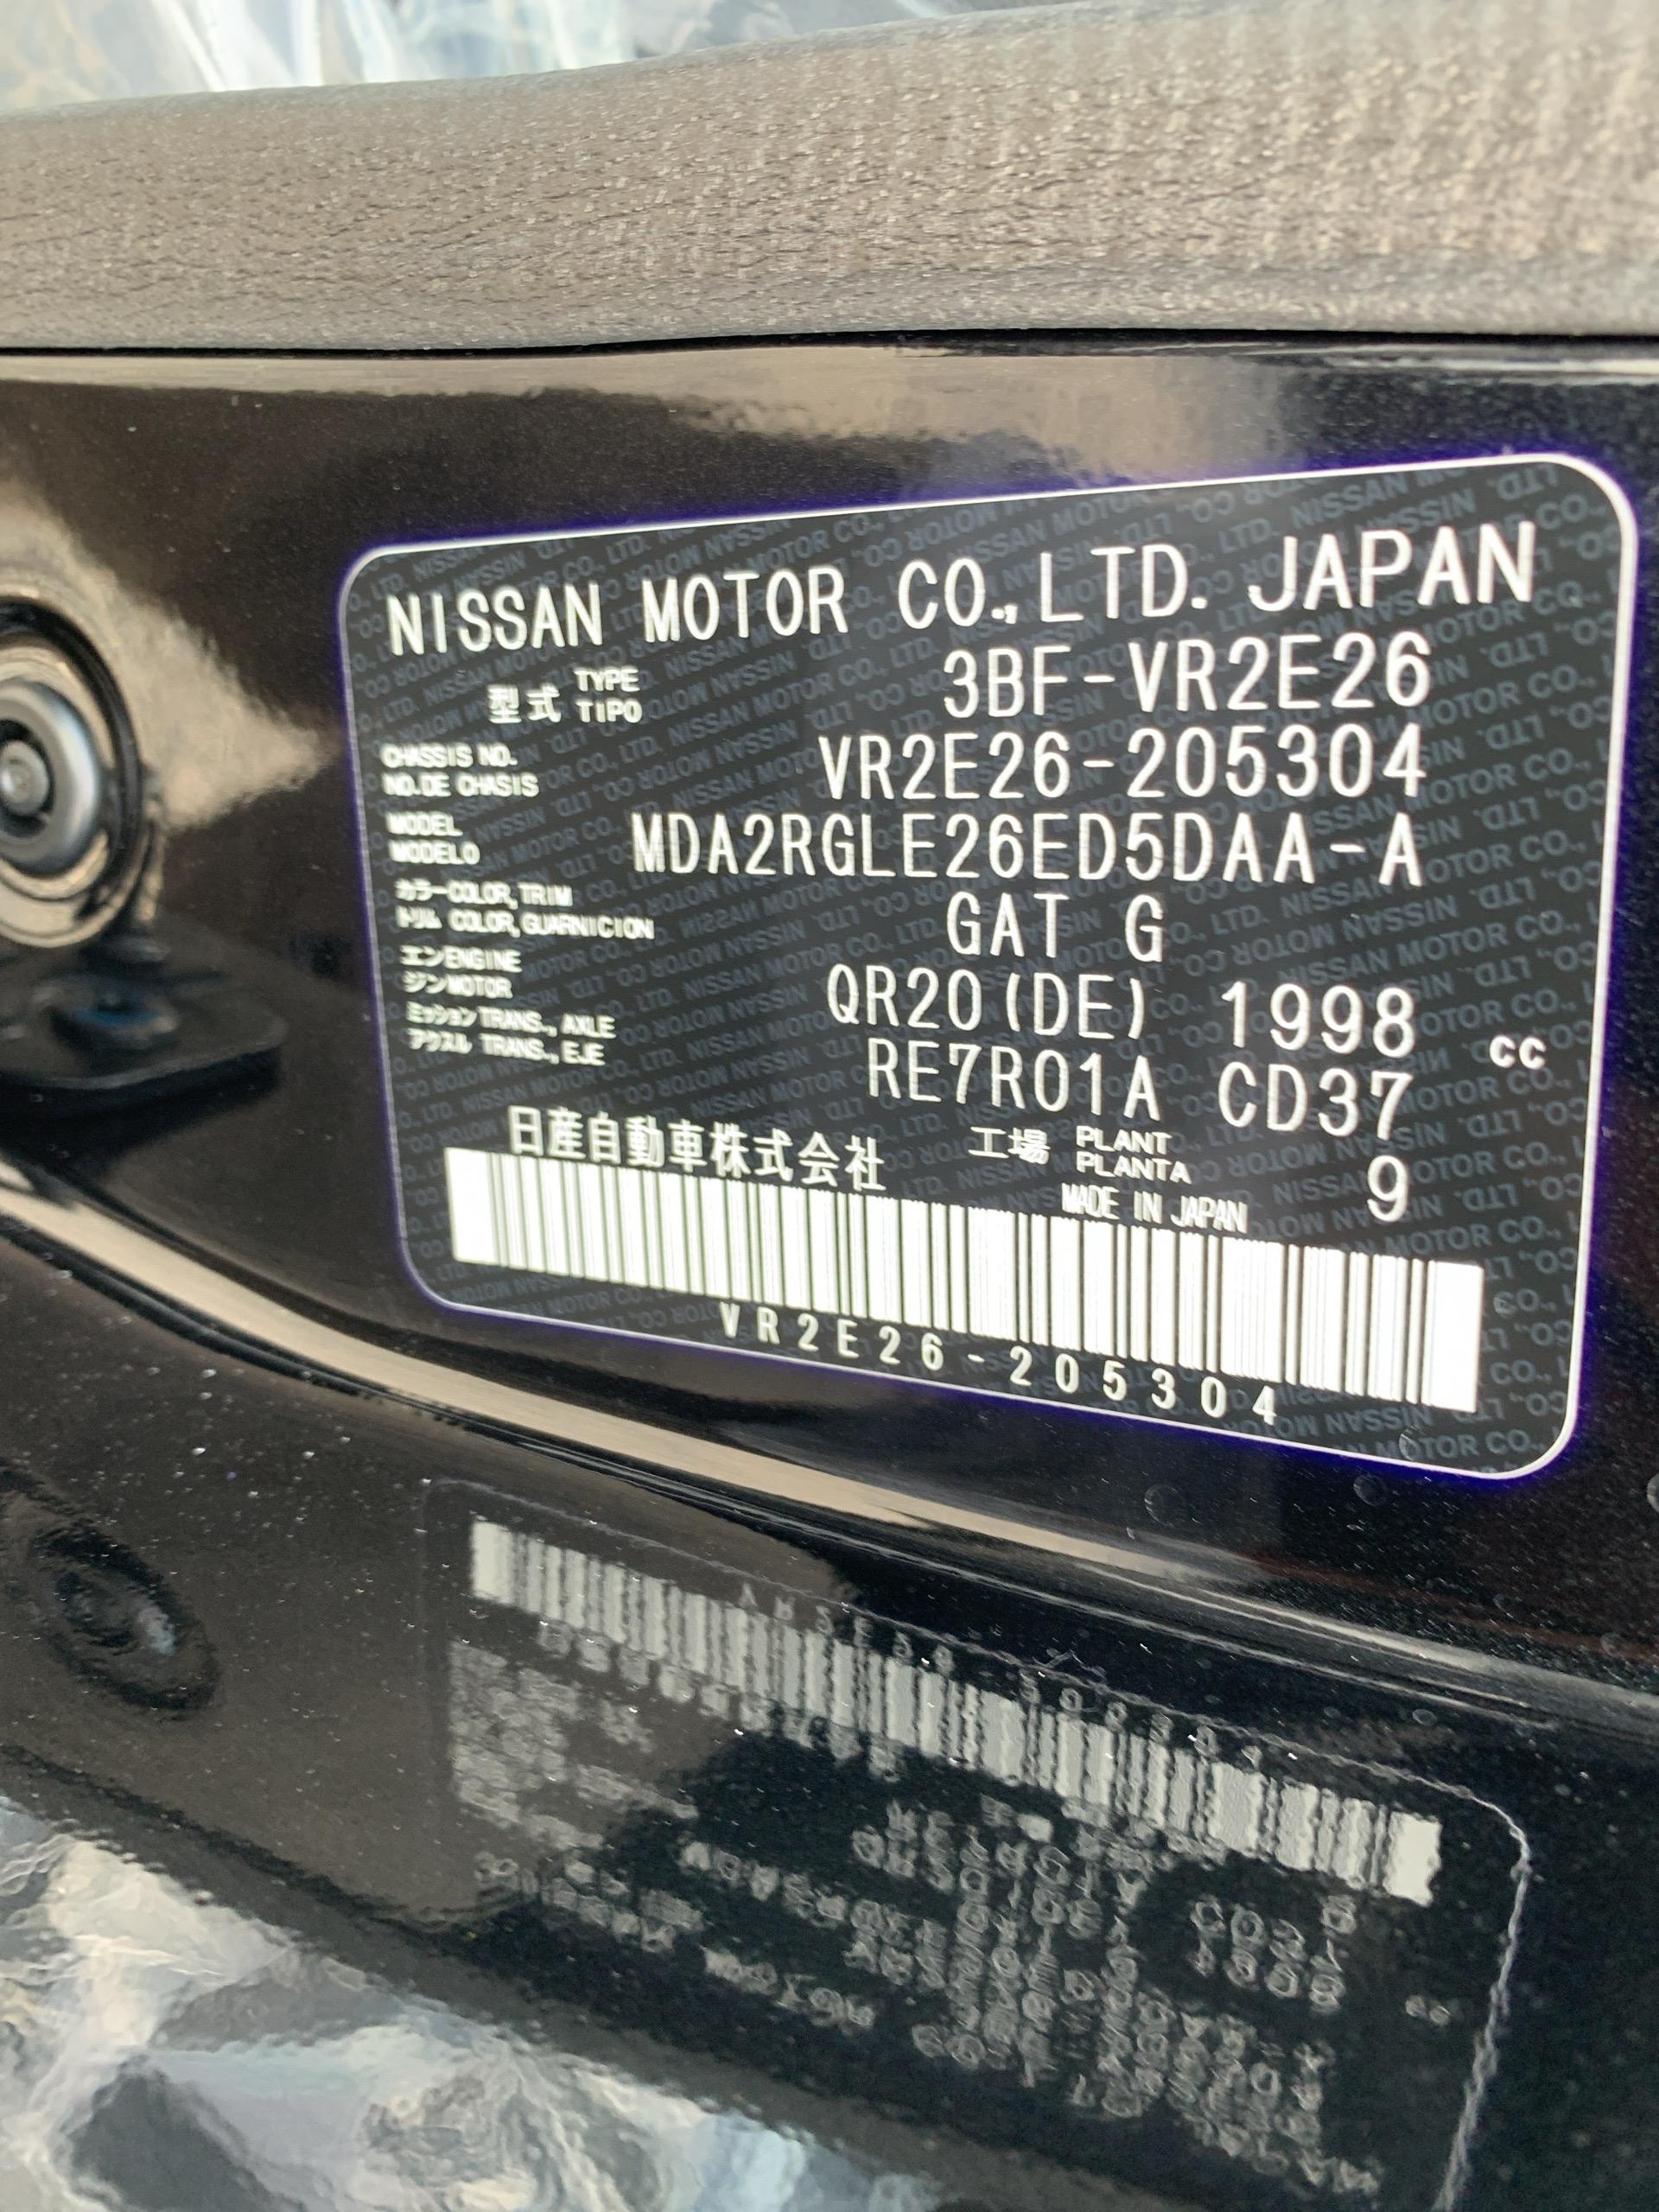 NISSAN MOTOR CO.,LTD. JAPAN
型式 TYPE TIPO 3BF-VR2E26
CHASSIS NO.
NO.DE CHASIS VR2E26-205304
MODEL
MODELO MDA2RGLE26ED5DAA-A
カラー COLOR,TRIM
トリム COLOR,GUARNICION GAT G
エン ENGINE
ジン MOTOR QR20(DE) 1998 cc
ミッション TRANS., AXLE
アクスル TRANS., EJE RE7R01A CD37
日産自動車株式会社 工場 PLANT PLANTA 9
MADE IN JAPAN
VR2E26-205304